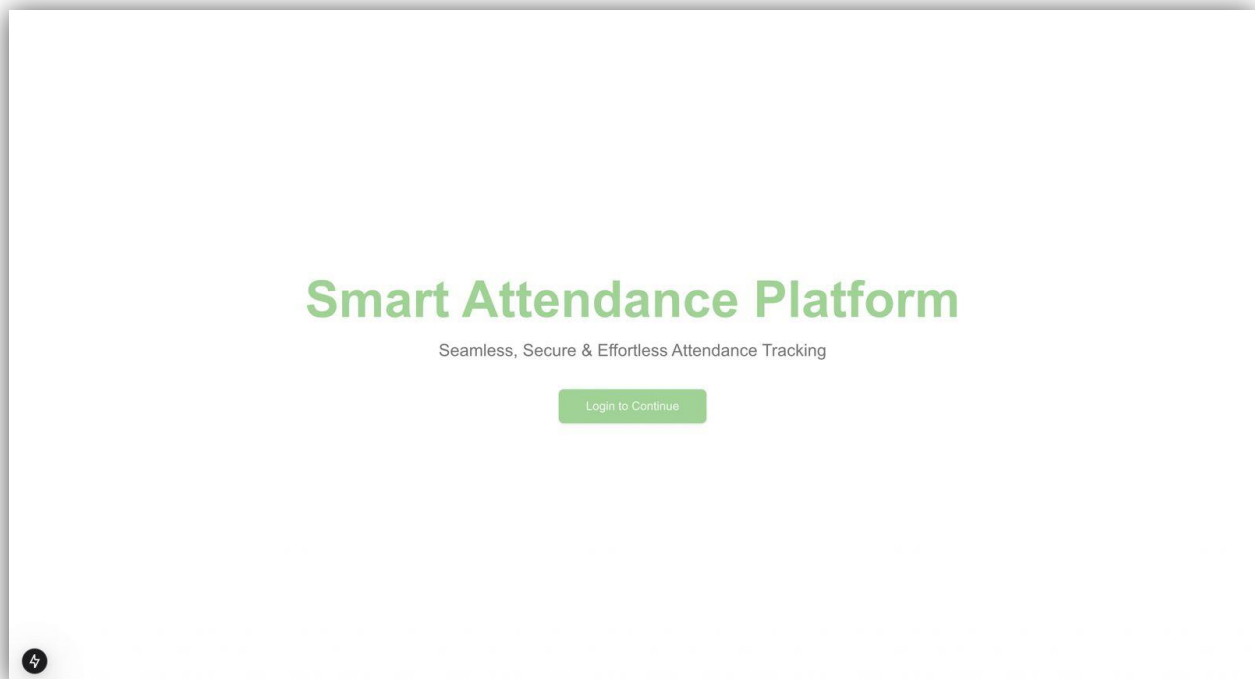 Smart Attendance Platform
Seamless, Secure & Effortless Attendance Tracking
Login to Continue